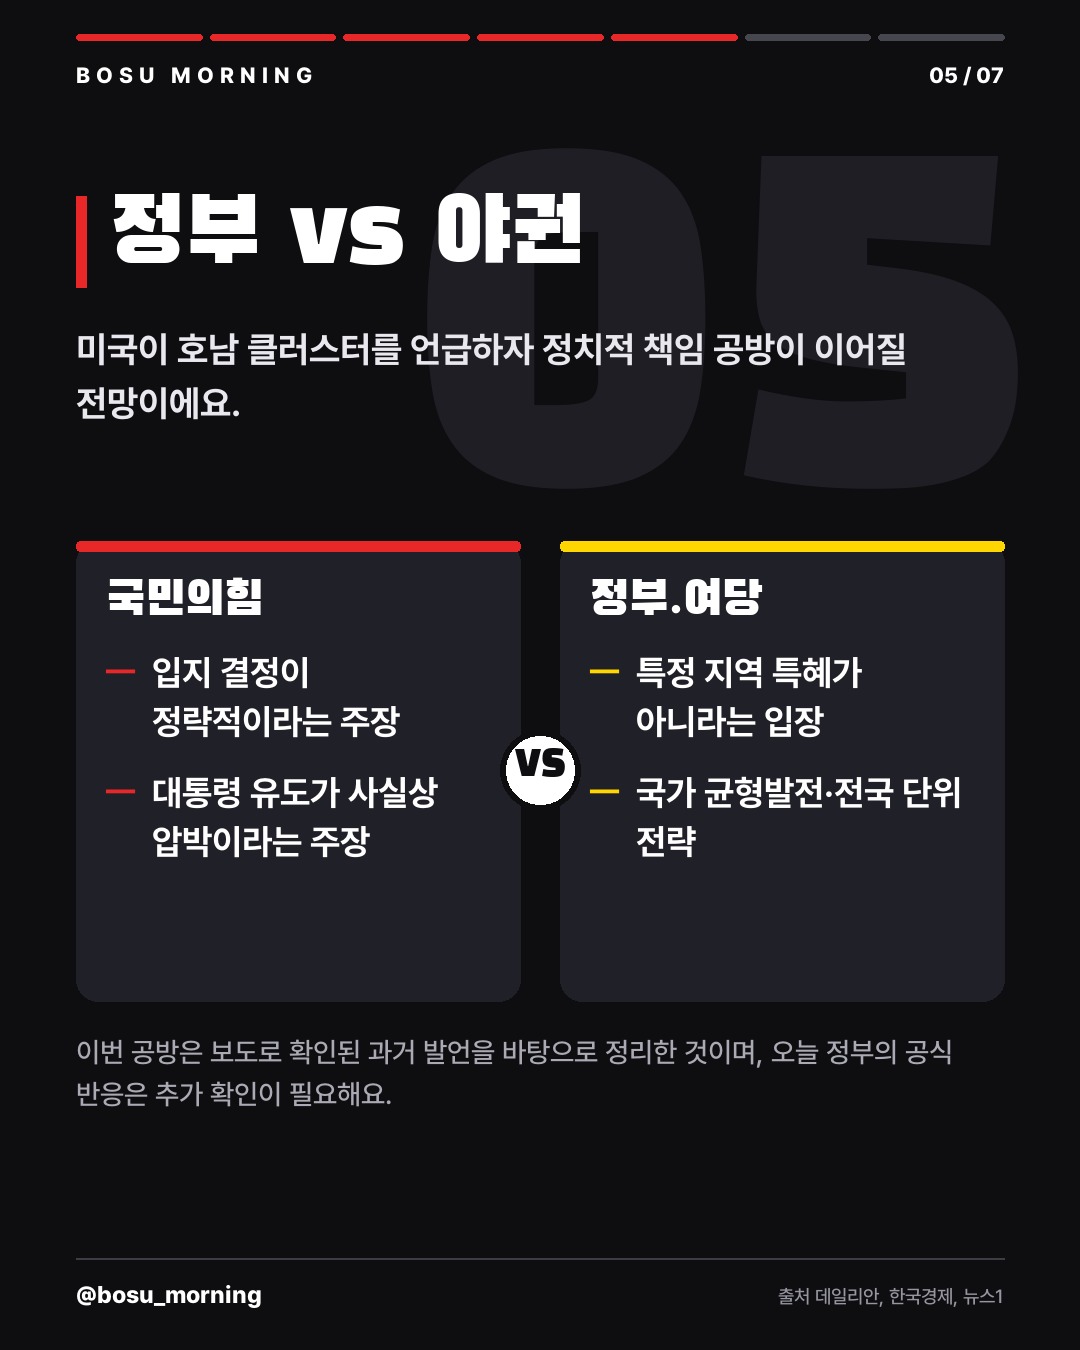 BOSU MORNING
05 / 07
05
정부 vs 야권
미국이 호남 클러스터를 언급하자 정치적 책임 공방이 이어질
전망이에요.
국민의힘
입지 결정이
정략적이라는 주장
대통령 유도가 사실상
압박이라는 주장
vs
정부·여당
특정 지역 특혜가
아니라는 입장
국가 균형발전·전국 단위
전략
이번 공방은 보도로 확인된 과거 발언을 바탕으로 정리한 것이며, 오늘 정부의 공식
반응은 추가 확인이 필요해요.
@bosu_morning
출처 데일리안, 한국경제, 뉴스1